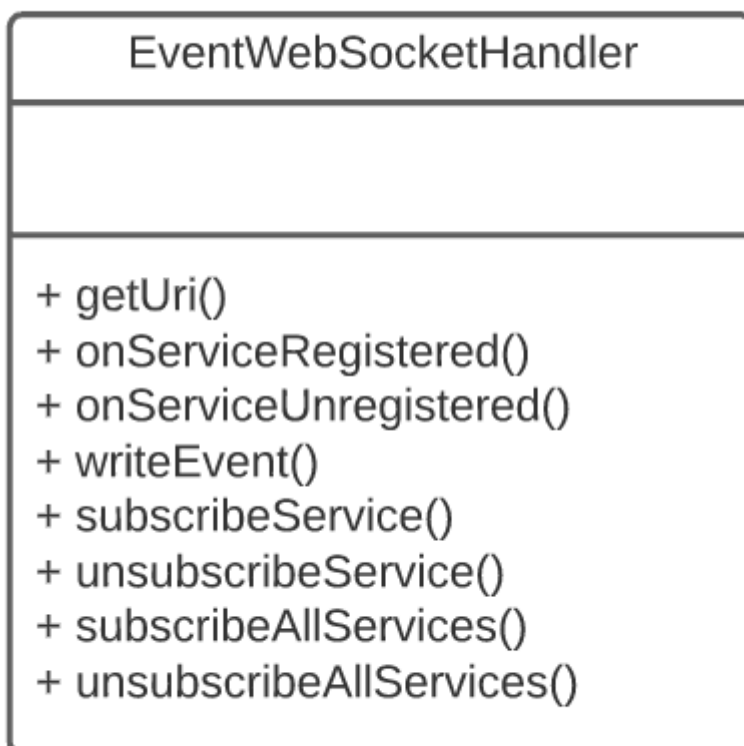 EventWebSocketHandler
+ getUri()
+ onServiceRegistered()
+ onServiceUnregistered()
+ writeEvent()
+ subscribeService()
+ unsubscribeService()
+ subscribeAllServices()
+ unsubscribeAllServices()